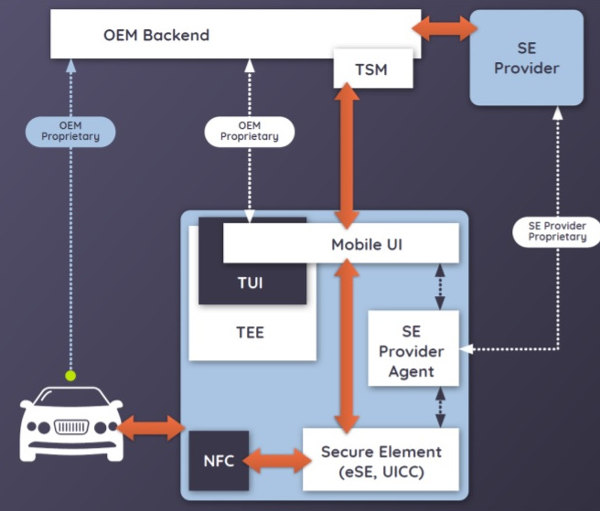 OEM Backend
TSM
SE
Provider
OEM
Proprietary
OEM
Proprietary
SE Provider
Proprietary
Mobile UI
TUI
TEE
SE
Provider
Agent
NFC
Secure Element
(eSE, UICC)